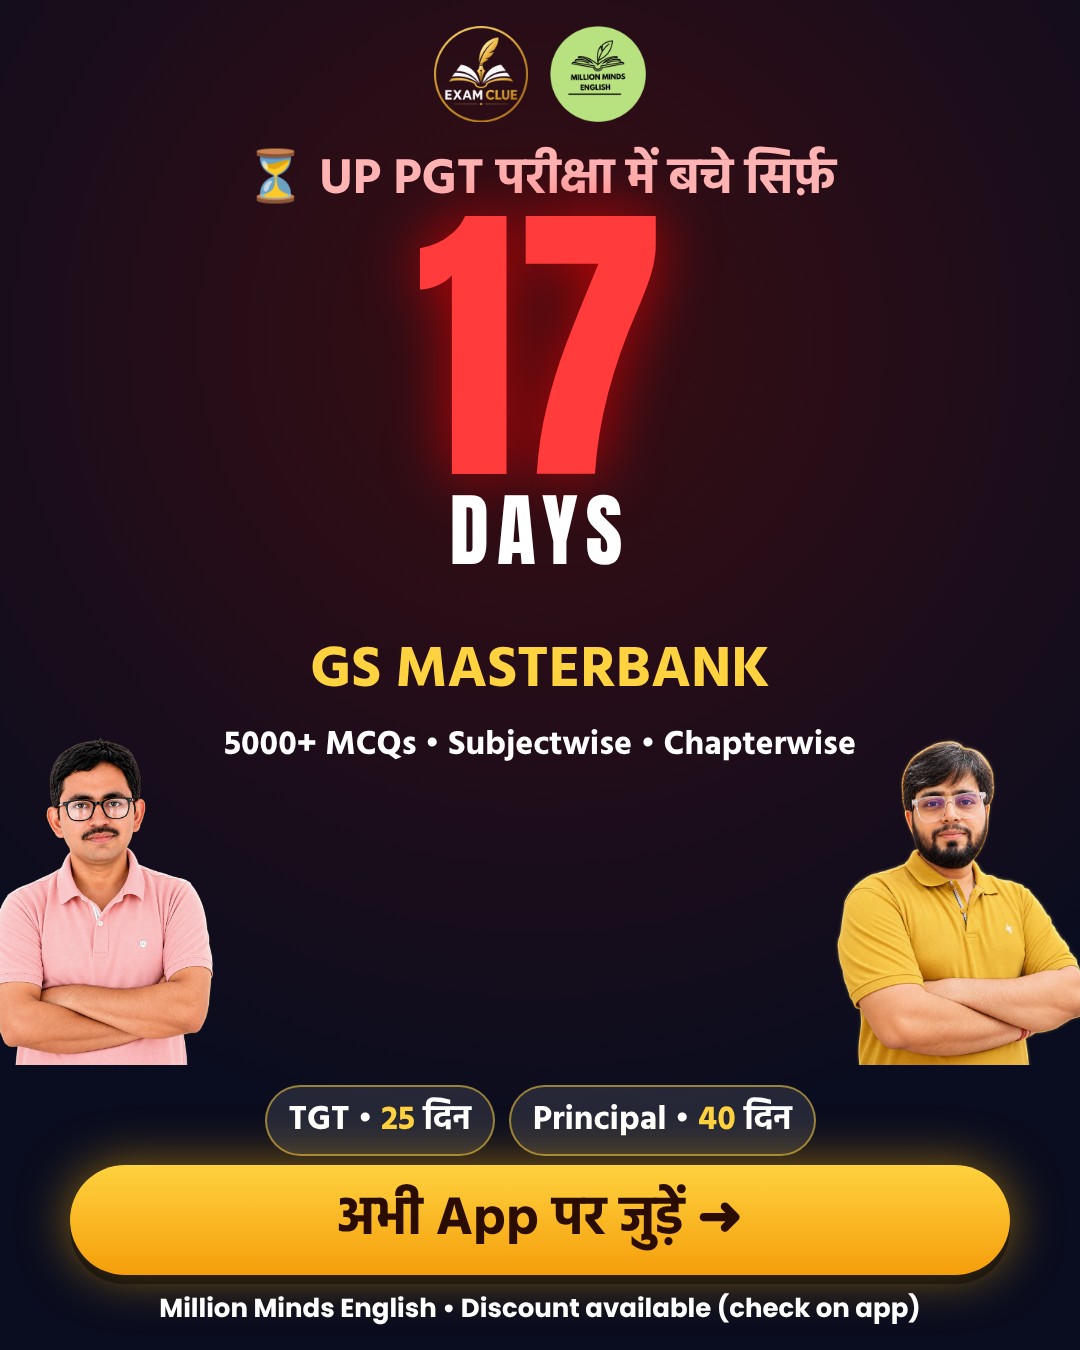 EXAM CLUE
MILLION MINDS
ENGLISH
⏳ UP PGT परीक्षा में बचे सिर्फ़
17
DAYS
GS MASTERBANK
5000+ MCQs • Subjectwise • Chapterwise
TGT • 25 दिन
Principal • 40 दिन
अभी App पर जुड़ें ➜
Million Minds English • Discount available (check on app)